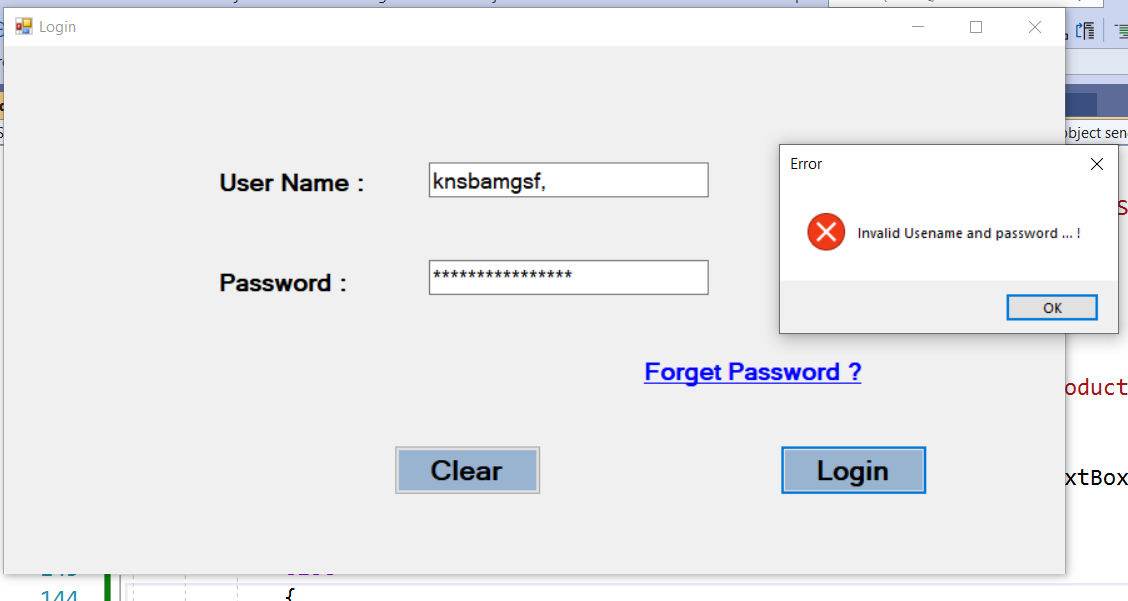 Login
object sen
Error
User Name :
knsbamgsf,
Invalid Usename and password ... !
Password :
****************
OK
Forget Password ?
oduct
Clear
Login
xtBox
144
{